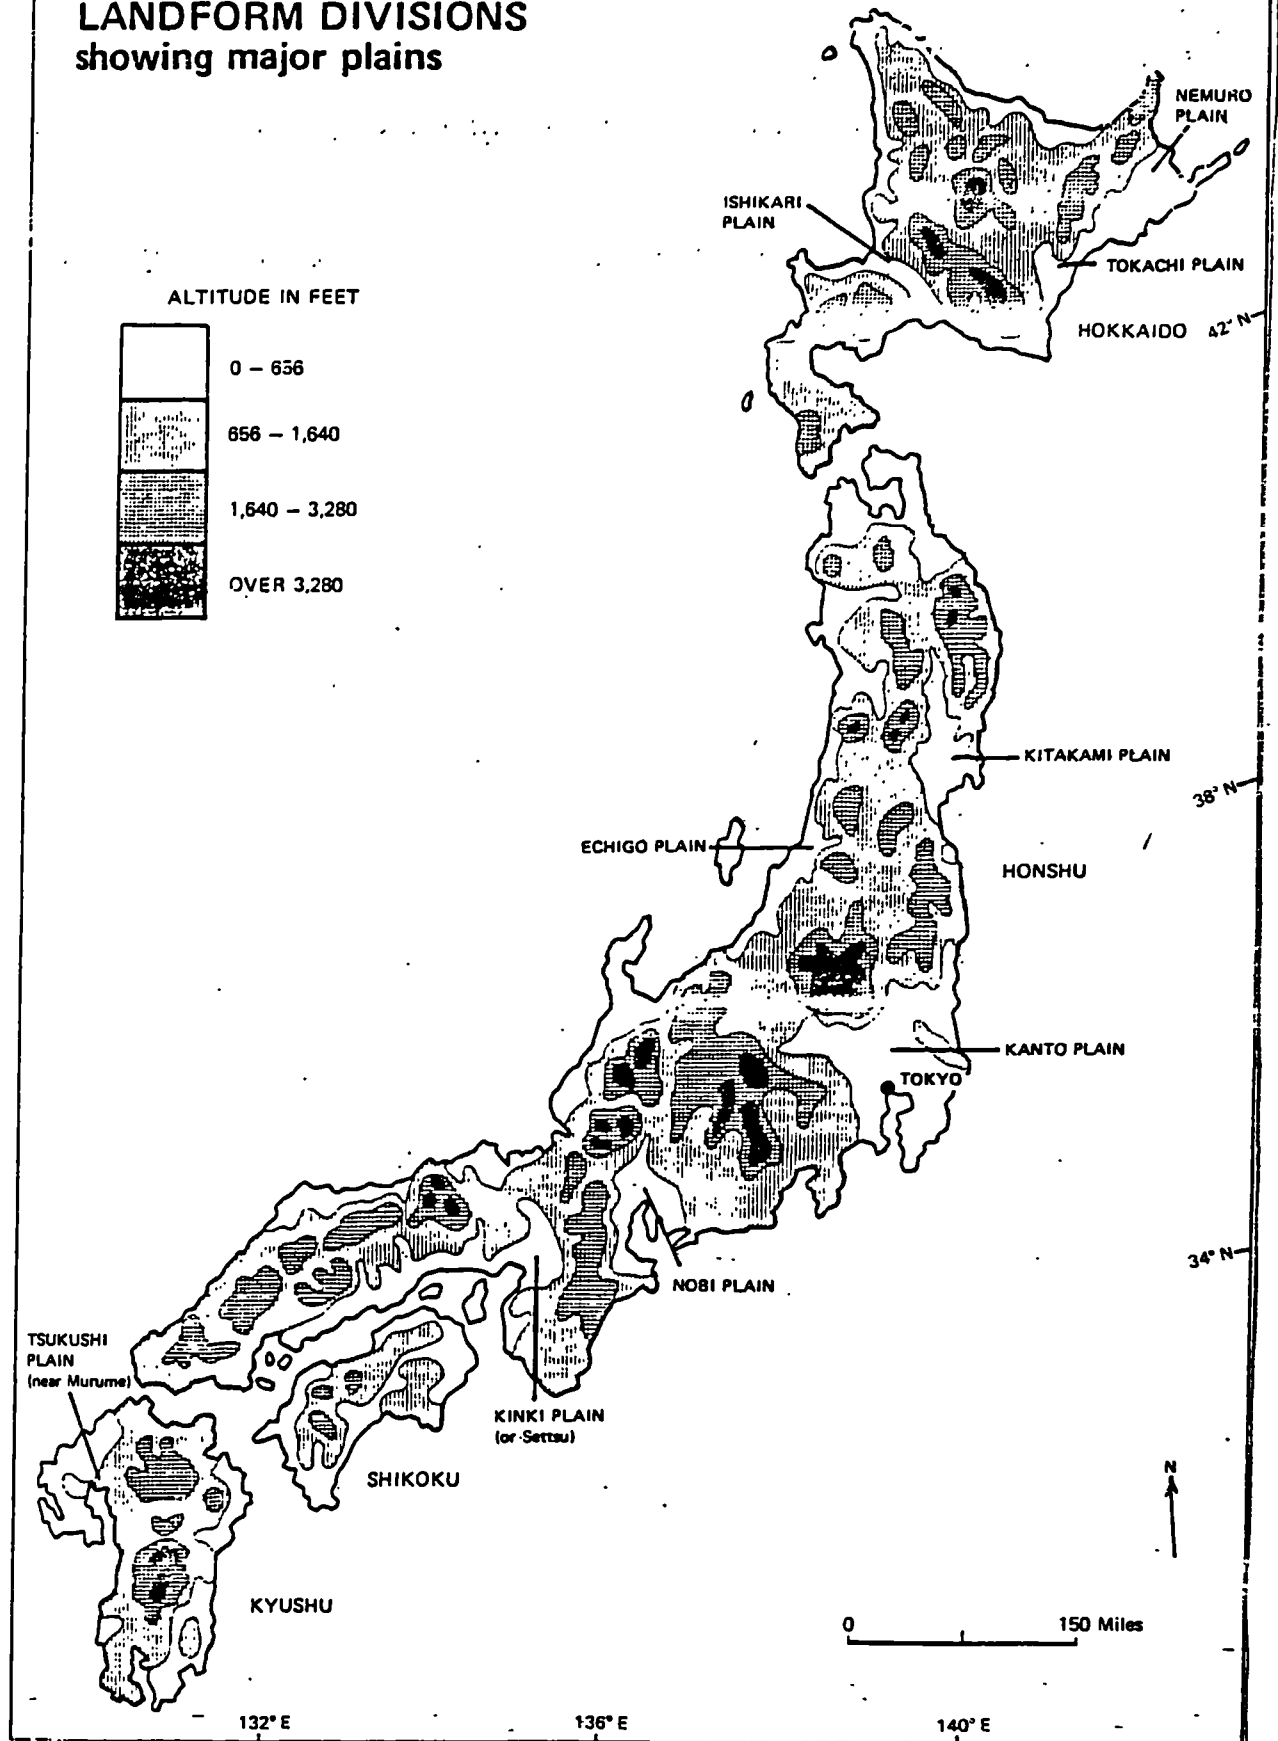 LANDFORM DIVISIONS
showing major plains
NEMURO
PLAIN
ISHIKARI
PLAIN
TOKACHI PLAIN
ALTITUDE IN FEET
HOKKAIDO
42° N
0 – 656
656 – 1,640
1,640 – 3,280
OVER 3,280
KITAKAMI PLAIN
38° N
ECHIGO PLAIN
HONSHU
KANTO PLAIN
TOKYO
34° N
NOBI PLAIN
TSUKUSHI
PLAIN
(near Murume)
KINKI PLAIN
(or Settsu)
SHIKOKU
N
KYUSHU
0 150 Miles
132° E 136° E 140° E